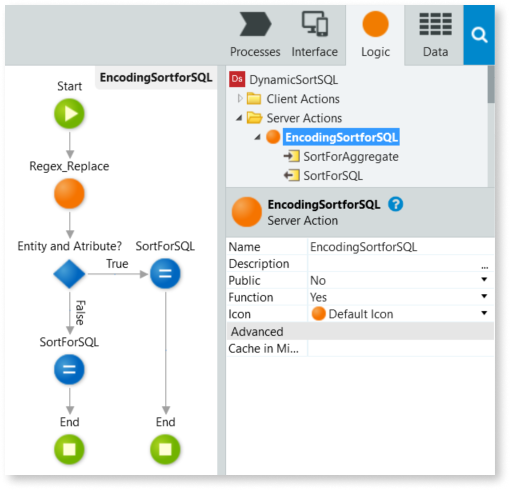 Processes Interface Logic Data
EncodingSortforSQL
Start
Regex_Replace
Entity and Atribute?
True
SortForSQL
False
SortForSQL
End
End
Ds DynamicSortSQL
Client Actions
Server Actions
EncodingSortforSQL
SortForAggregate
SortForSQL
EncodingSortforSQL ?
Server Action
Name EncodingSortforSQL
Description ...
Public No
Function Yes
Icon Default Icon
Advanced
Cache in Mi...